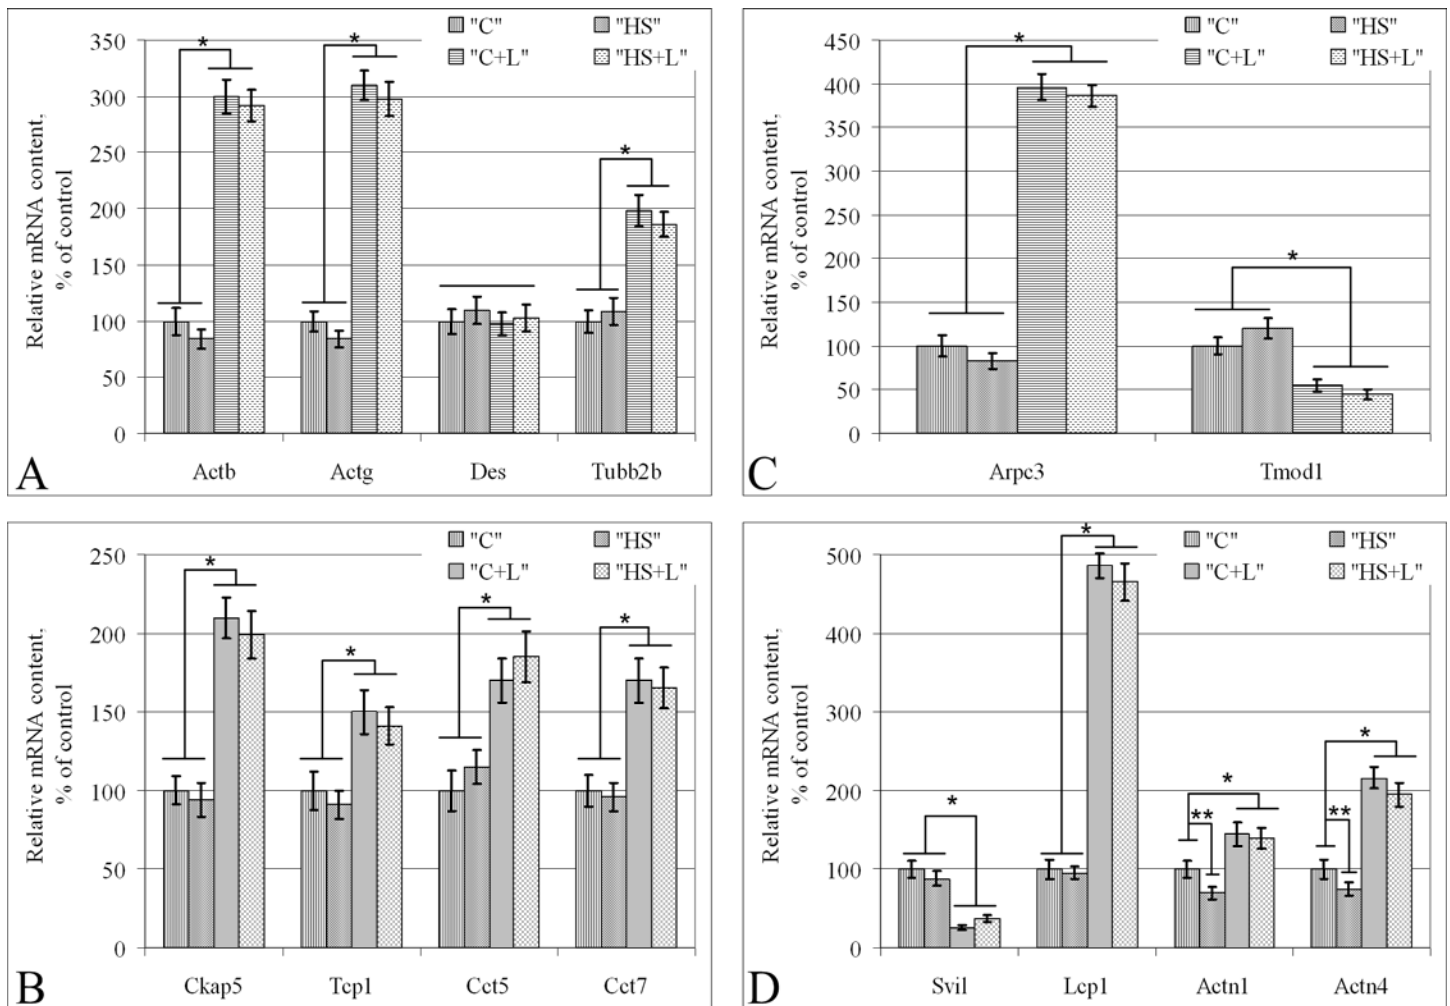 "C" "HS"
"C+L" "HS+L"
Relative mRNA content,
% of control
350
300
250
200
150
100
50
0
*
*
*
Actb Actg Des Tubb2b
A
"C" "HS"
"C+L" "HS+L"
Relative mRNA content,
% of control
450
400
350
300
250
200
150
100
50
0
*
*
Arpc3 Tmod1
C
"C" "HS"
"C+L" "HS+L"
Relative mRNA content,
% of control
250
200
150
100
50
0
*
*
*
*
Ckap5 Tcp1 Cct5 Cct7
B
"C" "HS"
"C+L" "HS+L"
Relative mRNA content,
% of control
500
400
300
200
100
0
*
*
*
**
*
**
Svil Lcp1 Actn1 Actn4
D